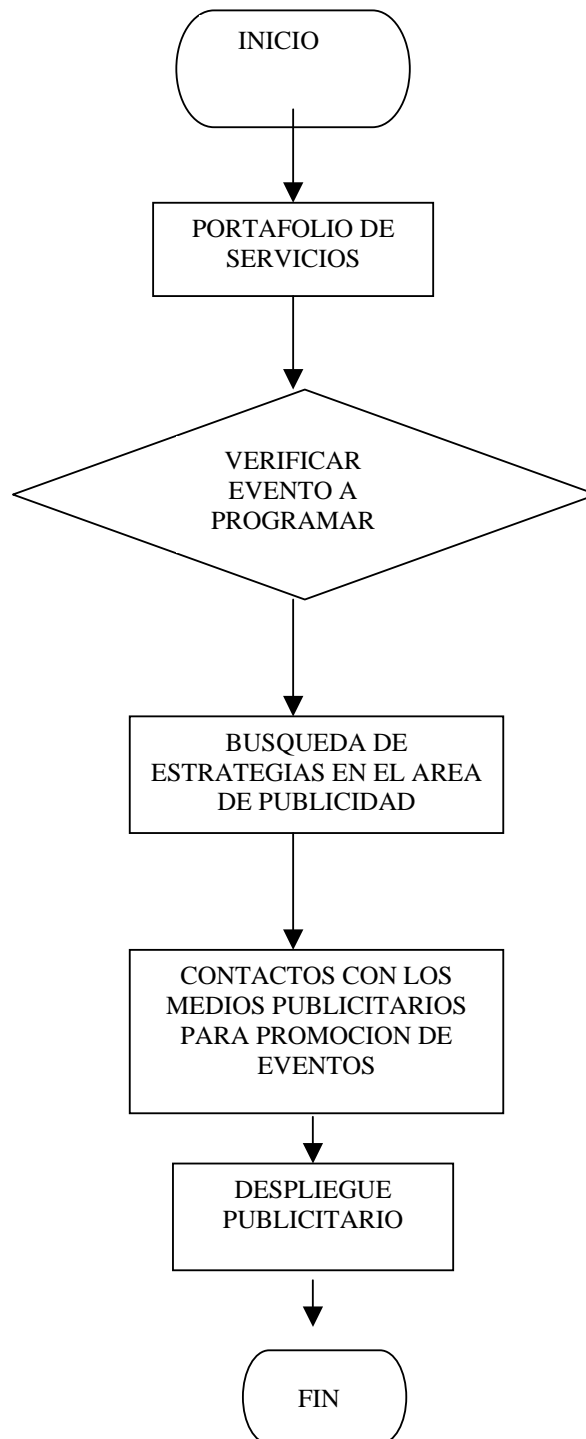 INICIO
PORTAFOLIO DE
SERVICIOS
VERIFICAR
EVENTO A
PROGRAMAR
BUSQUEDA DE
ESTRATEGIAS EN EL AREA
DE PUBLICIDAD
CONTACTOS CON LOS
MEDIOS PUBLICITARIOS
PARA PROMOCION DE
EVENTOS
DESPLIEGUE
PUBLICITARIO
FIN